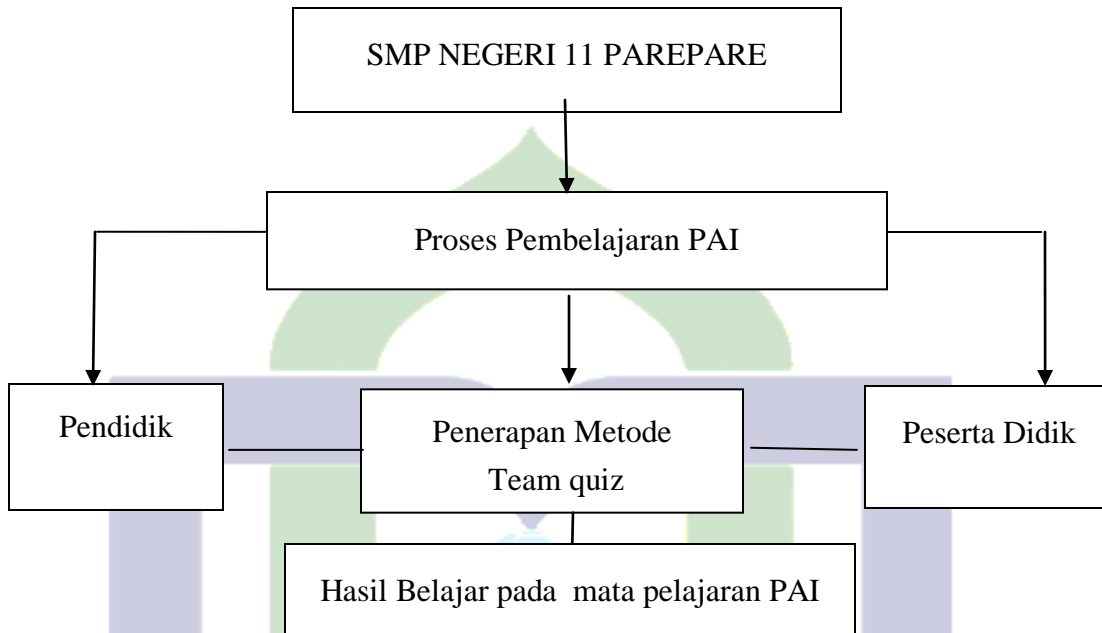 SMP NEGERI 11 PAREPARE
Proses Pembelajaran PAI
Pendidik
Penerapan Metode
Team quiz
Peserta Didik
Hasil Belajar pada mata pelajaran PAI